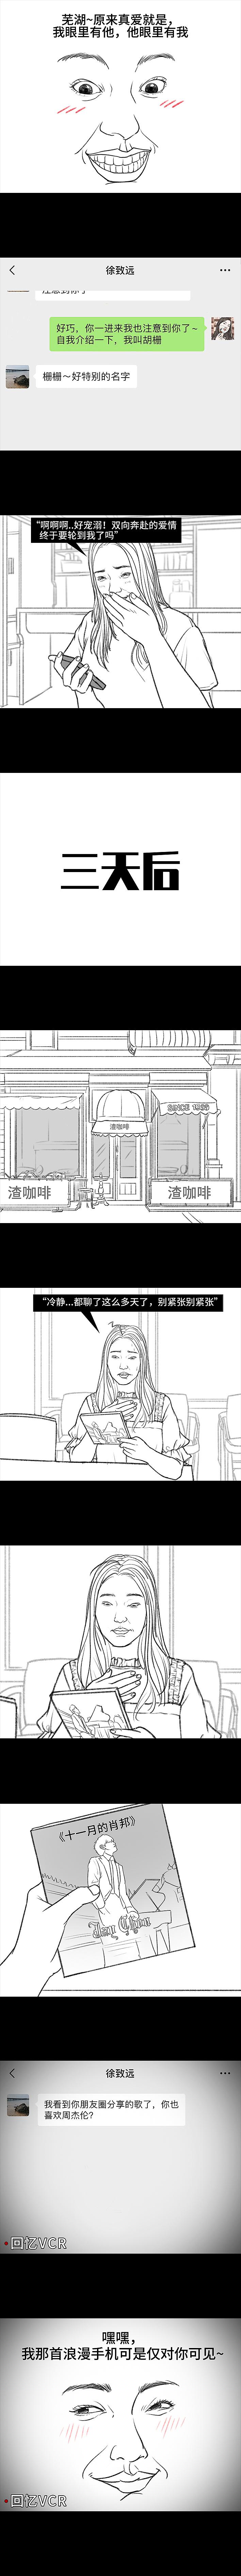 芜湖~原来真爱就是，
我眼里有他，他眼里有我
徐致远
注意到你了
好巧，你一进来我也注意到你了~
自我介绍一下，我叫胡栅
栅栅～好特别的名字
“啊啊啊..好宠溺！双向奔赴的爱情
终于要轮到我了吗”
三天后
渣咖啡
渣咖啡
渣咖啡
“冷静...都聊了这么多天了，别紧张别紧张”
《十一月的肖邦》
Jay Chou
徐致远
我看到你朋友圈分享的歌了，你也
喜欢周杰伦？
回忆VCR
嘿嘿，
我那首浪漫手机可是仅对你可见~
回忆VCR